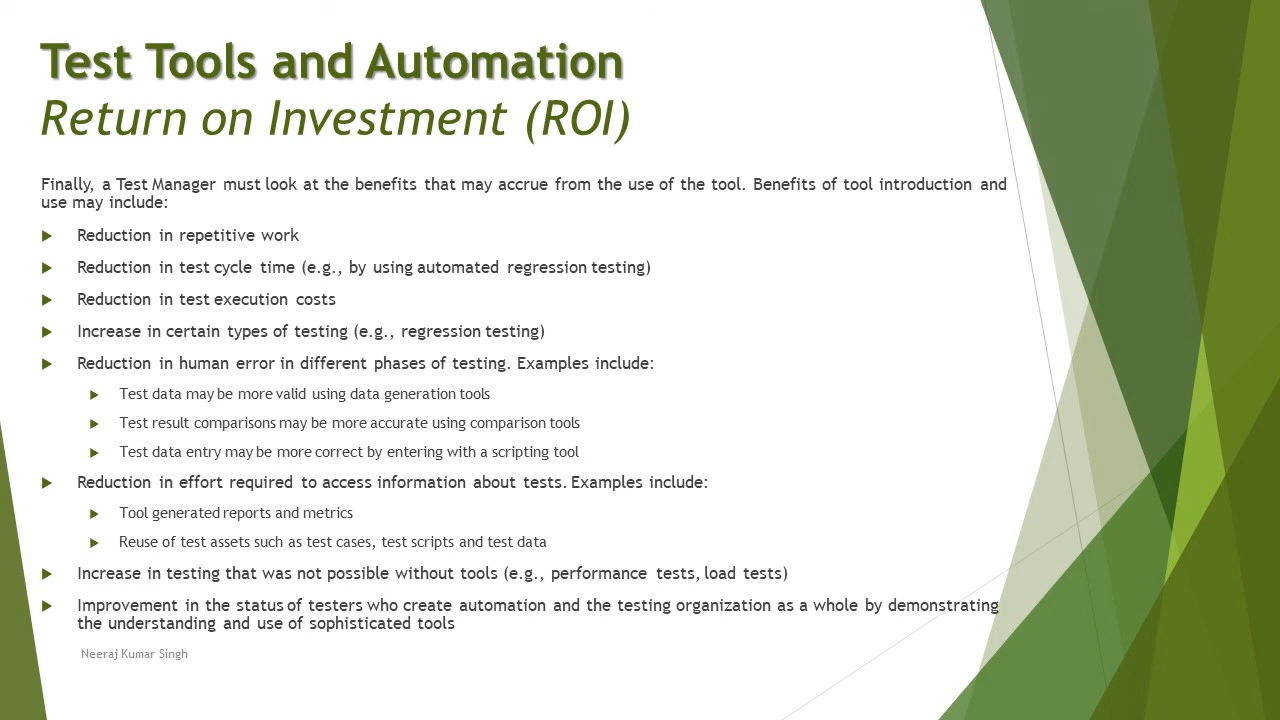 Test Tools and Automation
Return on Investment (ROI)
Finally, a Test Manager must look at the benefits that may accrue from the use of the tool. Benefits of tool introduction and
use may include:
Reduction in repetitive work
Reduction in test cycle time (e.g., by using automated regression testing)
Reduction in test execution costs
Increase in certain types of testing (e.g., regression testing)
Reduction in human error in different phases of testing. Examples include:
Test data may be more valid using data generation tools
Test result comparisons may be more accurate using comparison tools
Test data entry may be more correct by entering with a scripting tool
Reduction in effort required to access information about tests. Examples include:
Tool generated reports and metrics
Reuse of test assets such as test cases, test scripts and test data
Increase in testing that was not possible without tools (e.g., performance tests, load tests)
Improvement in the status of testers who create automation and the testing organization as a whole by demonstrating
the understanding and use of sophisticated tools
Neeraj Kumar Singh